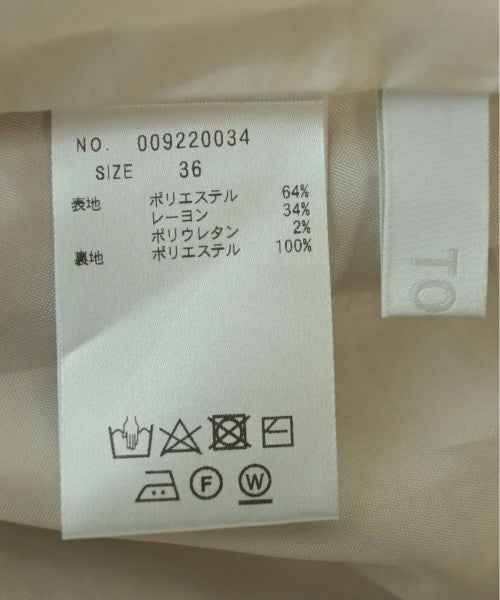 NO. 009220034
SIZE 36
表地 ポリエステル 64%
レーヨン 34%
ポリウレタン 2%
裏地 ポリエステル 100%
F W
TO